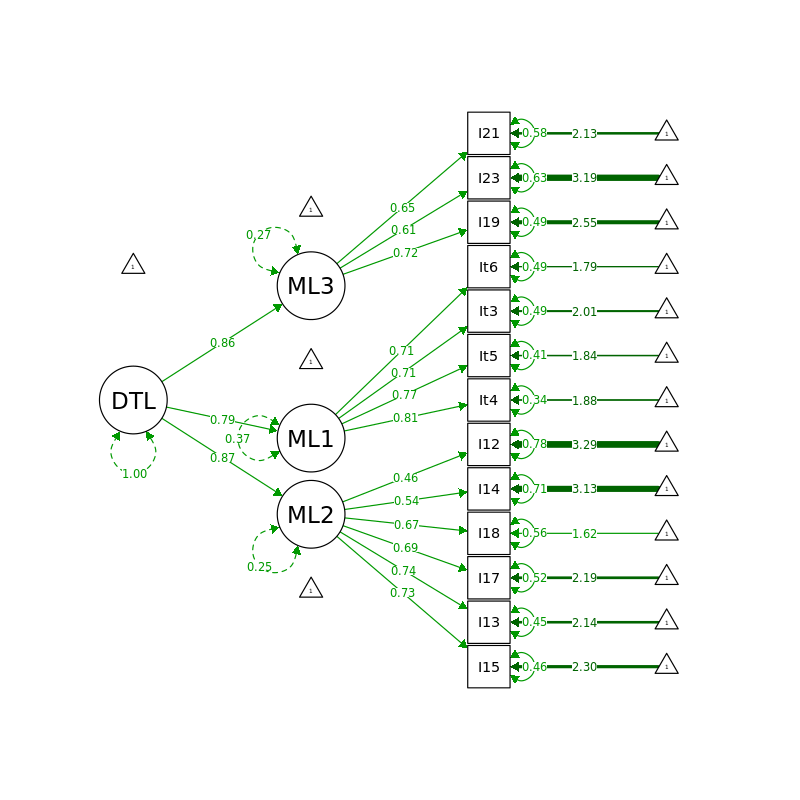 I21 0.58 2.13 1
I23 0.63 3.19 1
0.65
1
I19 0.49 2.55 1
0.61
0.27
0.72
1
It6 0.49 1.79 1
ML3
It3 0.49 2.01 1
0.86
0.71
1
It5 0.41 1.84 1
0.71
0.77
DTL
It4 0.34 1.88 1
0.79
0.81
0.37
ML1
I12 0.78 3.29 1
0.87
1.00
0.46
I14 0.71 3.13 1
0.54
ML2
0.67
I18 0.56 1.62 1
0.69
0.25
0.74
I17 0.52 2.19 1
1
0.73
I13 0.45 2.14 1
I15 0.46 2.30 1